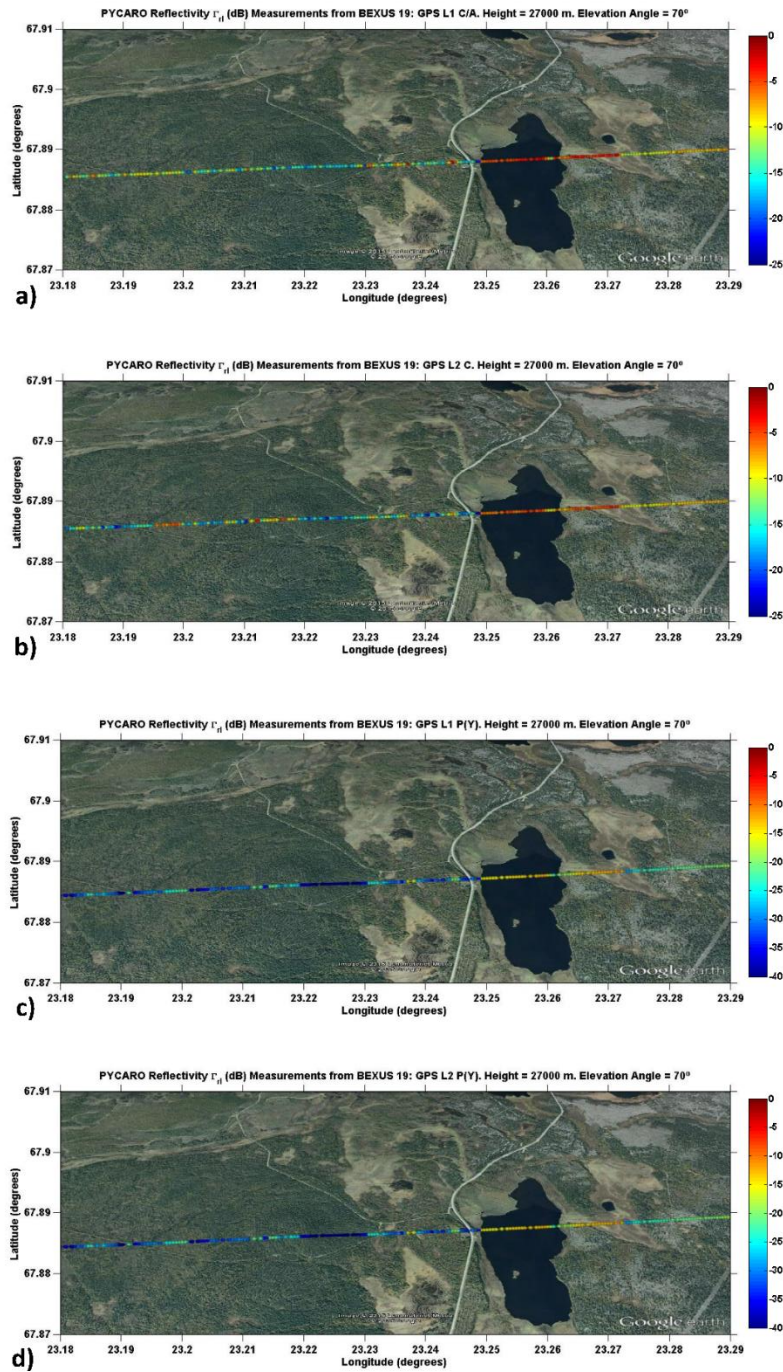 PYCARO Reflectivity Γrl (dB) Measurements from BEXUS 19: GPS L1 C/A. Height = 27000 m. Elevation Angle = 70º
67.91
67.9
67.89
67.88
67.87
Latitude (degrees)
0
-5
-10
-15
-20
-25
Google earth
23.18 23.19 23.2 23.21 23.22 23.23 23.24 23.25 23.26 23.27 23.28 23.29
Longitude (degrees)
a)
PYCARO Reflectivity Γrl (dB) Measurements from BEXUS 19: GPS L2 C. Height = 27000 m. Elevation Angle = 70º
67.91
67.9
67.89
67.88
67.87
Latitude (degrees)
0
-5
-10
-15
-20
-25
Google earth
23.18 23.19 23.2 23.21 23.22 23.23 23.24 23.25 23.26 23.27 23.28 23.29
Longitude (degrees)
b)
PYCARO Reflectivity Γrl (dB) Measurements from BEXUS 19: GPS L1 P(Y). Height = 27000 m. Elevation Angle = 70º
67.91
67.9
67.89
67.88
67.87
Latitude (degrees)
0
-5
-10
-15
-20
-25
-30
-35
-40
Google earth
23.18 23.19 23.2 23.21 23.22 23.23 23.24 23.25 23.26 23.27 23.28 23.29
Longitude (degrees)
c)
PYCARO Reflectivity Γrl (dB) Measurements from BEXUS 19: GPS L2 P(Y). Height = 27000 m. Elevation Angle = 70º
67.91
67.9
67.89
67.88
67.87
Latitude (degrees)
0
-5
-10
-15
-20
-25
-30
-35
-40
Google earth
23.18 23.19 23.2 23.21 23.22 23.23 23.24 23.25 23.26 23.27 23.28 23.29
Longitude (degrees)
d)